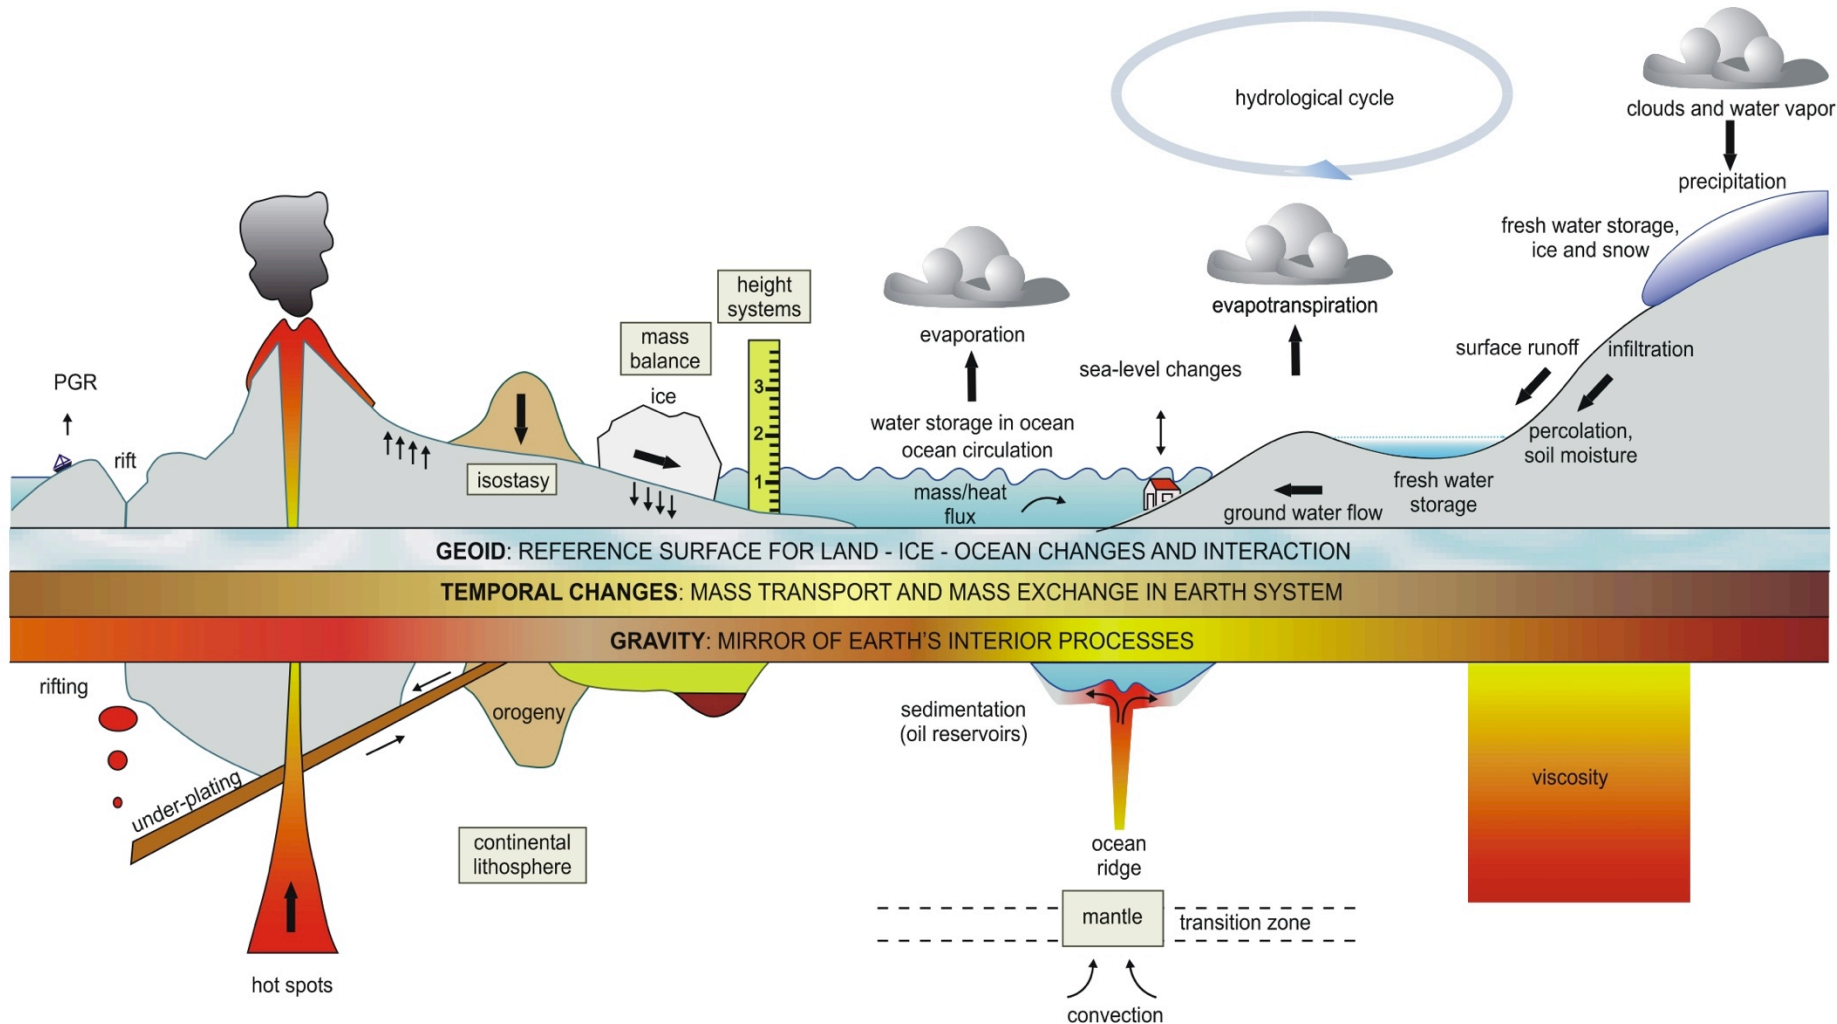 hydrological cycle
clouds and water vapor
precipitation
fresh water storage,
ice and snow
height
systems
mass
balance
ice
evaporation
evapotranspiration
sea-level changes
surface runoff
infiltration
PGR
rift
3
2
1
isostasy
water storage in ocean
ocean circulation
mass/heat
flux
percolation,
soil moisture
fresh water
storage
ground water flow
GEOID: REFERENCE SURFACE FOR LAND - ICE - OCEAN CHANGES AND INTERACTION
TEMPORAL CHANGES: MASS TRANSPORT AND MASS EXCHANGE IN EARTH SYSTEM
GRAVITY: MIRROR OF EARTH'S INTERIOR PROCESSES
rifting
orogeny
sedimentation
(oil reservoirs)
under-plating
viscosity
continental
lithosphere
ocean
ridge
mantle
transition zone
hot spots
convection